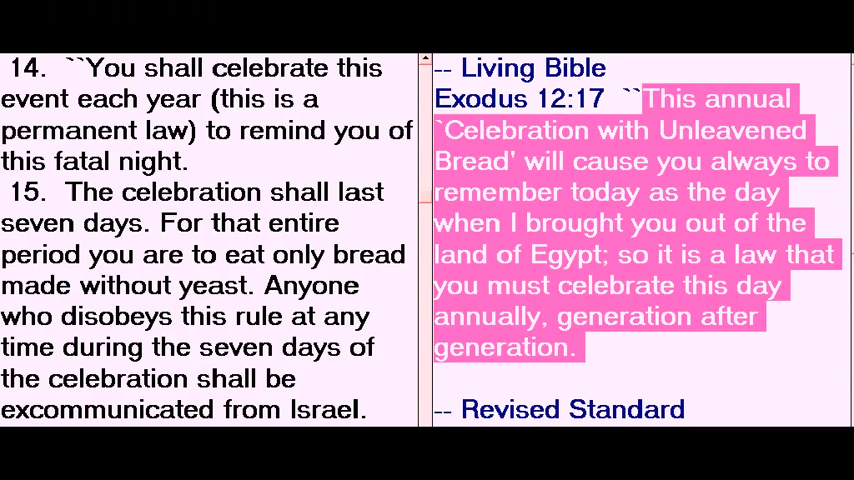 14.  ``You shall celebrate this
event each year (this is a
permanent law) to remind you of
this fatal night.
15.  The celebration shall last
seven days. For that entire
period you are to eat only bread
made without yeast. Anyone
who disobeys this rule at any
time during the seven days of
the celebration shall be
excommunicated from Israel.
-- Living Bible
Exodus 12:17  ``This annual
`Celebration with Unleavened
Bread' will cause you always to
remember today as the day
when I brought you out of the
land of Egypt; so it is a law that
you must celebrate this day
annually, generation after
generation.
-- Revised Standard